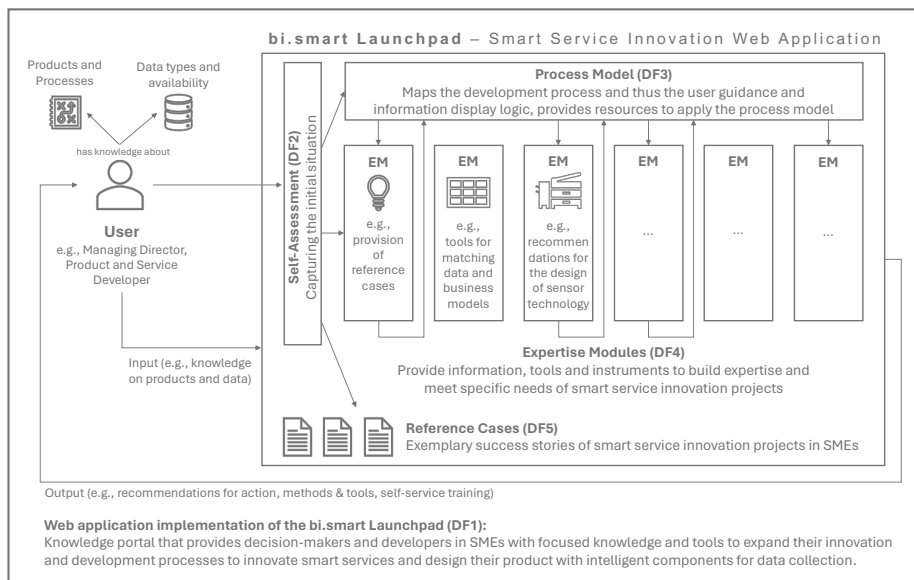 bi.smart Launchpad – Smart Service Innovation Web Application
Products and
Processes
Data types and
availability
has knowledge about
User
e.g., Managing Director,
Product and Service
Developer
Input (e.g., knowledge
on products and data)
Self-Assessment (DF2)
Capturing the initial situation
Process Model (DF3)
Maps the development process and thus the user guidance and
information display logic, provides resources to apply the process model
EM
e.g.,
provision
of
reference
cases
EM
e.g.,
tools for
matching
data and
business
models
EM
e.g.,
recommen
dations for
the design
of sensor
technology
EM
...
EM
...
EM
...
Expertise Modules (DF4)
Provide information, tools and instruments to build expertise and
meet specific needs of smart service innovation projects
Reference Cases (DF5)
Exemplary success stories of smart service innovation projects in SMEs
Output (e.g., recommendations for action, methods & tools, self-service training)
Web application implementation of the bi.smart Launchpad (DF1):
Knowledge portal that provides decision-makers and developers in SMEs with focused knowledge and tools to expand their innovation
and development processes to innovate smart services and design their product with intelligent components for data collection.